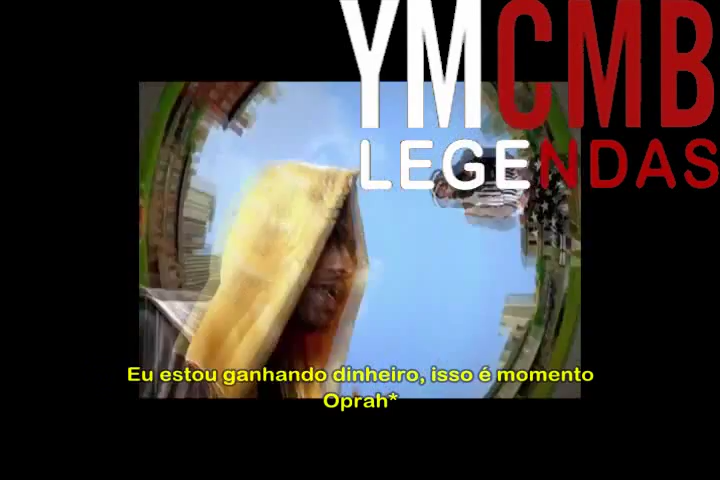 YMCMB
LEGENDAS
Eu estou ganhando dinheiro, isso é momento
Oprah*